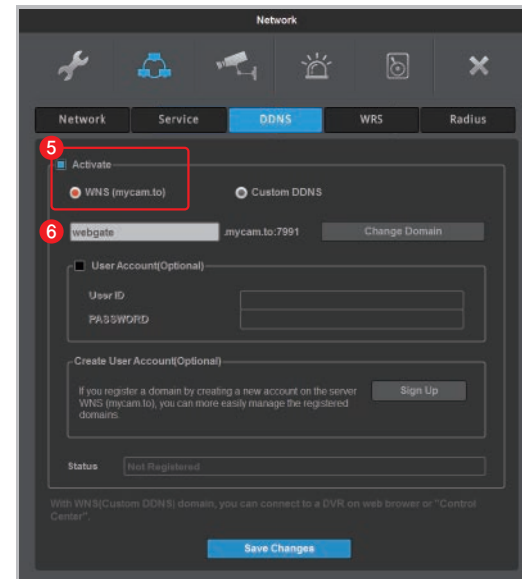 Network
Network Service DDNS WRS Radius
5
Activate
WNS (mycam.to) Custom DDNS
6 webgate .mycam.to:7991 Change Domain
User Account(Optional)
User ID
PASSWORD
Create User Account(Optional)
If you register a domain by creating a new account on the server
WNS (mycam.to), you can more easily manage the registered
domains.
Sign Up
Status Not Registered
With WNS(Custom DDNS) domain, you can connect to a DVR on web brower or "Control
Center".
Save Changes